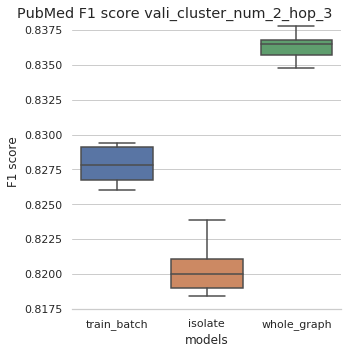 PubMed F1 score vali_cluster_num_2_hop_3
0.8375
0.8350
0.8325
0.8300
0.8275
0.8250
0.8225
0.8200
0.8175
F1 score
train_batch isolate whole_graph
models